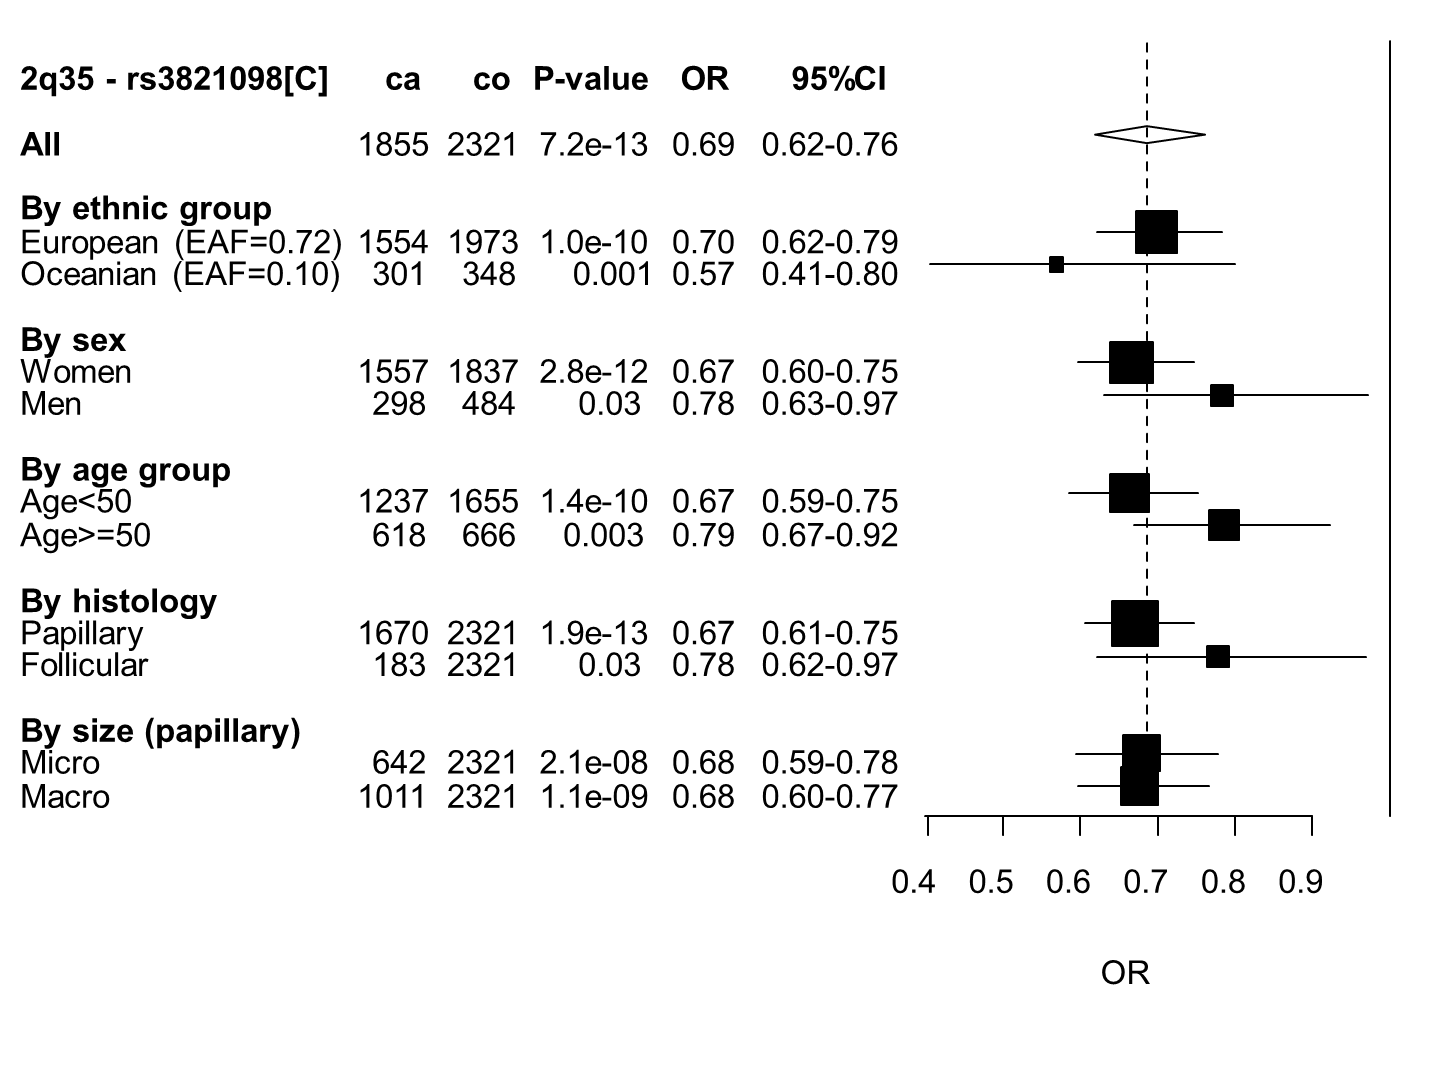 2q35 - rs3821098[C] ca co P-value OR 95%CI
All 1855 2321 7.2e-13 0.69 0.62-0.76
By ethnic group
European (EAF=0.72) 1554 1973 1.0e-10 0.70 0.62-0.79
Oceanian (EAF=0.10) 301 348 0.001 0.57 0.41-0.80
By sex
Women 1557 1837 2.8e-12 0.67 0.60-0.75
Men 298 484 0.03 0.78 0.63-0.97
By age group
Age<50 1237 1655 1.4e-10 0.67 0.59-0.75
Age>=50 618 666 0.003 0.79 0.67-0.92
By histology
Papillary 1670 2321 1.9e-13 0.67 0.61-0.75
Follicular 183 2321 0.03 0.78 0.62-0.97
By size (papillary)
Micro 642 2321 2.1e-08 0.68 0.59-0.78
Macro 1011 2321 1.1e-09 0.68 0.60-0.77
0.4 0.5 0.6 0.7 0.8 0.9
OR